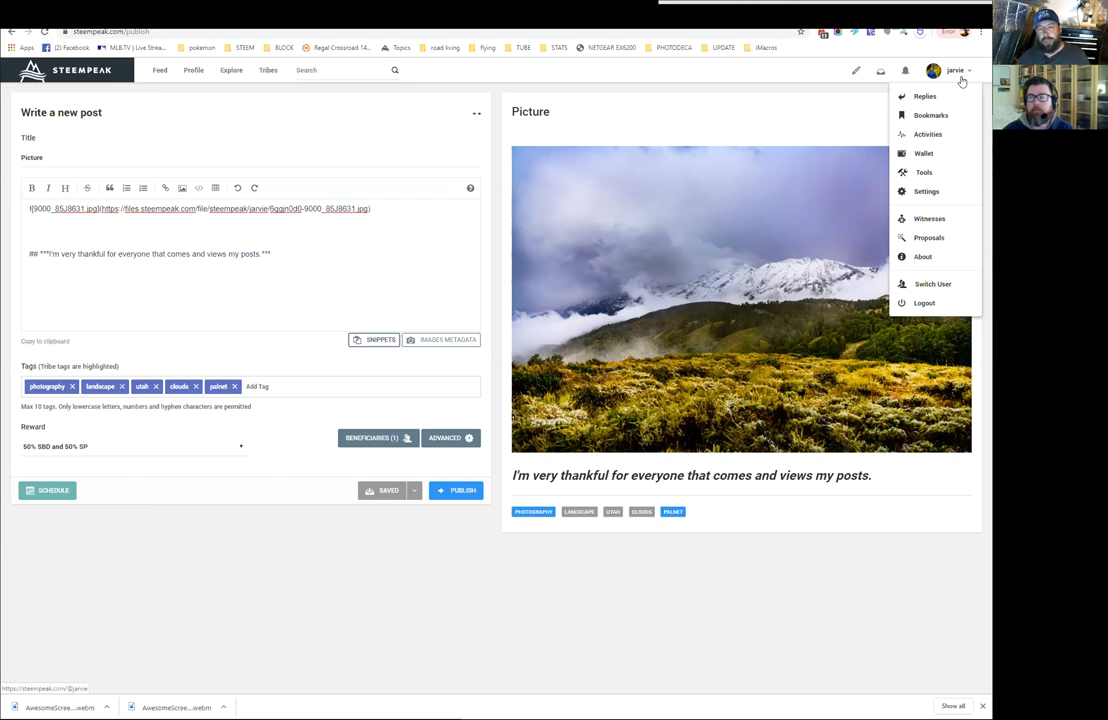 steempeak.com/publish
Error
Apps
(2) Facebook
MLB.TV | Live Strea...
pokemon
STEEM
BLOCK
Regal Crossroad 14...
Topics
road living
flying
TUBE
STATS
NETGEAR EX6200
PHOTODECA
UPDATE
iMacros
STEEMPEAK
Feed
Profile
Explore
Tribes
Search
jarvie
Replies
Bookmarks
Activities
Wallet
Tools
Settings
Witnesses
Proposals
About
Switch User
Logout
Write a new post
Title
Picture
B I H S
![9000_85J8631.jpg](https://files.steempeak.com/file/steempeak/jarvie/6ggjn0d0-9000_85J8631.jpg)
## ***I'm very thankful for everyone that comes and views my posts.***
Copy to clipboard
SNIPPETS
IMAGES METADATA
Tags (Tribe tags are highlighted)
photography
landscape
utah
clouds
palnet
Add Tag
Max 10 tags. Only lowercase letters, numbers and hyphen characters are permitted
Reward
50% SBD and 50% SP
BENEFICIARIES (1)
ADVANCED
SCHEDULE
SAVED
PUBLISH
Picture
I'm very thankful for everyone that comes and views my posts.
PHOTOGRAPHY
LANDSCAPE
UTAH
CLOUDS
PALNET
https://steempeak.com/@jarvie
AwesomeScree....webm
AwesomeScree....webm
Show all